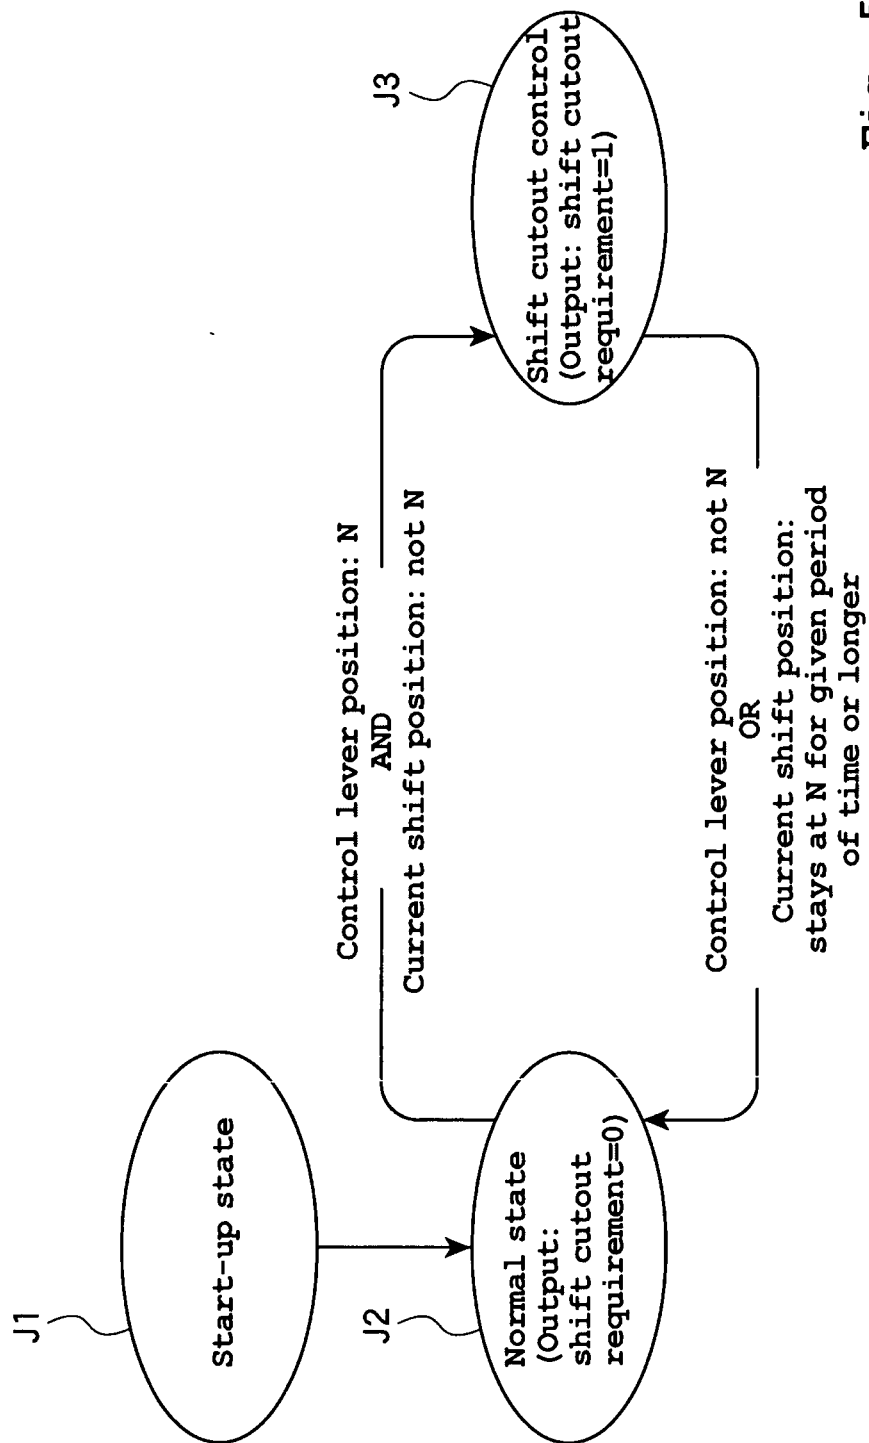 J1
Start-up state
J2
Normal state
(Output:
shift cutout
requirement=0)
Control lever position: N
AND
Current shift position: not N
J3
Shift cutout control
(Output: shift cutout
requirement=1)
Control lever position: not N
OR
Current shift position:
stays at N for given period
of time or longer